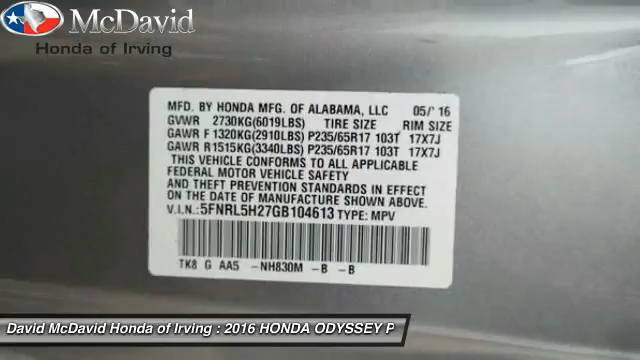 McDavid
Honda of Irving
MFD. BY HONDA MFG. OF ALABAMA, LLC 05/'16
GVWR 2730KG(6019LBS) TIRE SIZE RIM SIZE
GAWR F 1320KG(2910LBS) P235/65R17 103T 17X7J
GAWR R1515KG(3340LBS) P235/65R17 103T 17X7J
THIS VEHICLE CONFORMS TO ALL APPLICABLE
FEDERAL MOTOR VEHICLE SAFETY
AND THEFT PREVENTION STANDARDS IN EFFECT
ON THE DATE OF MANUFACTURE SHOWN ABOVE.
V.I.N.:5FNRL5H27GB104613 TYPE: MPV
TK8 G AA5 -NH830M -B -B
David McDavid Honda of Irving : 2016 HONDA ODYSSEY P